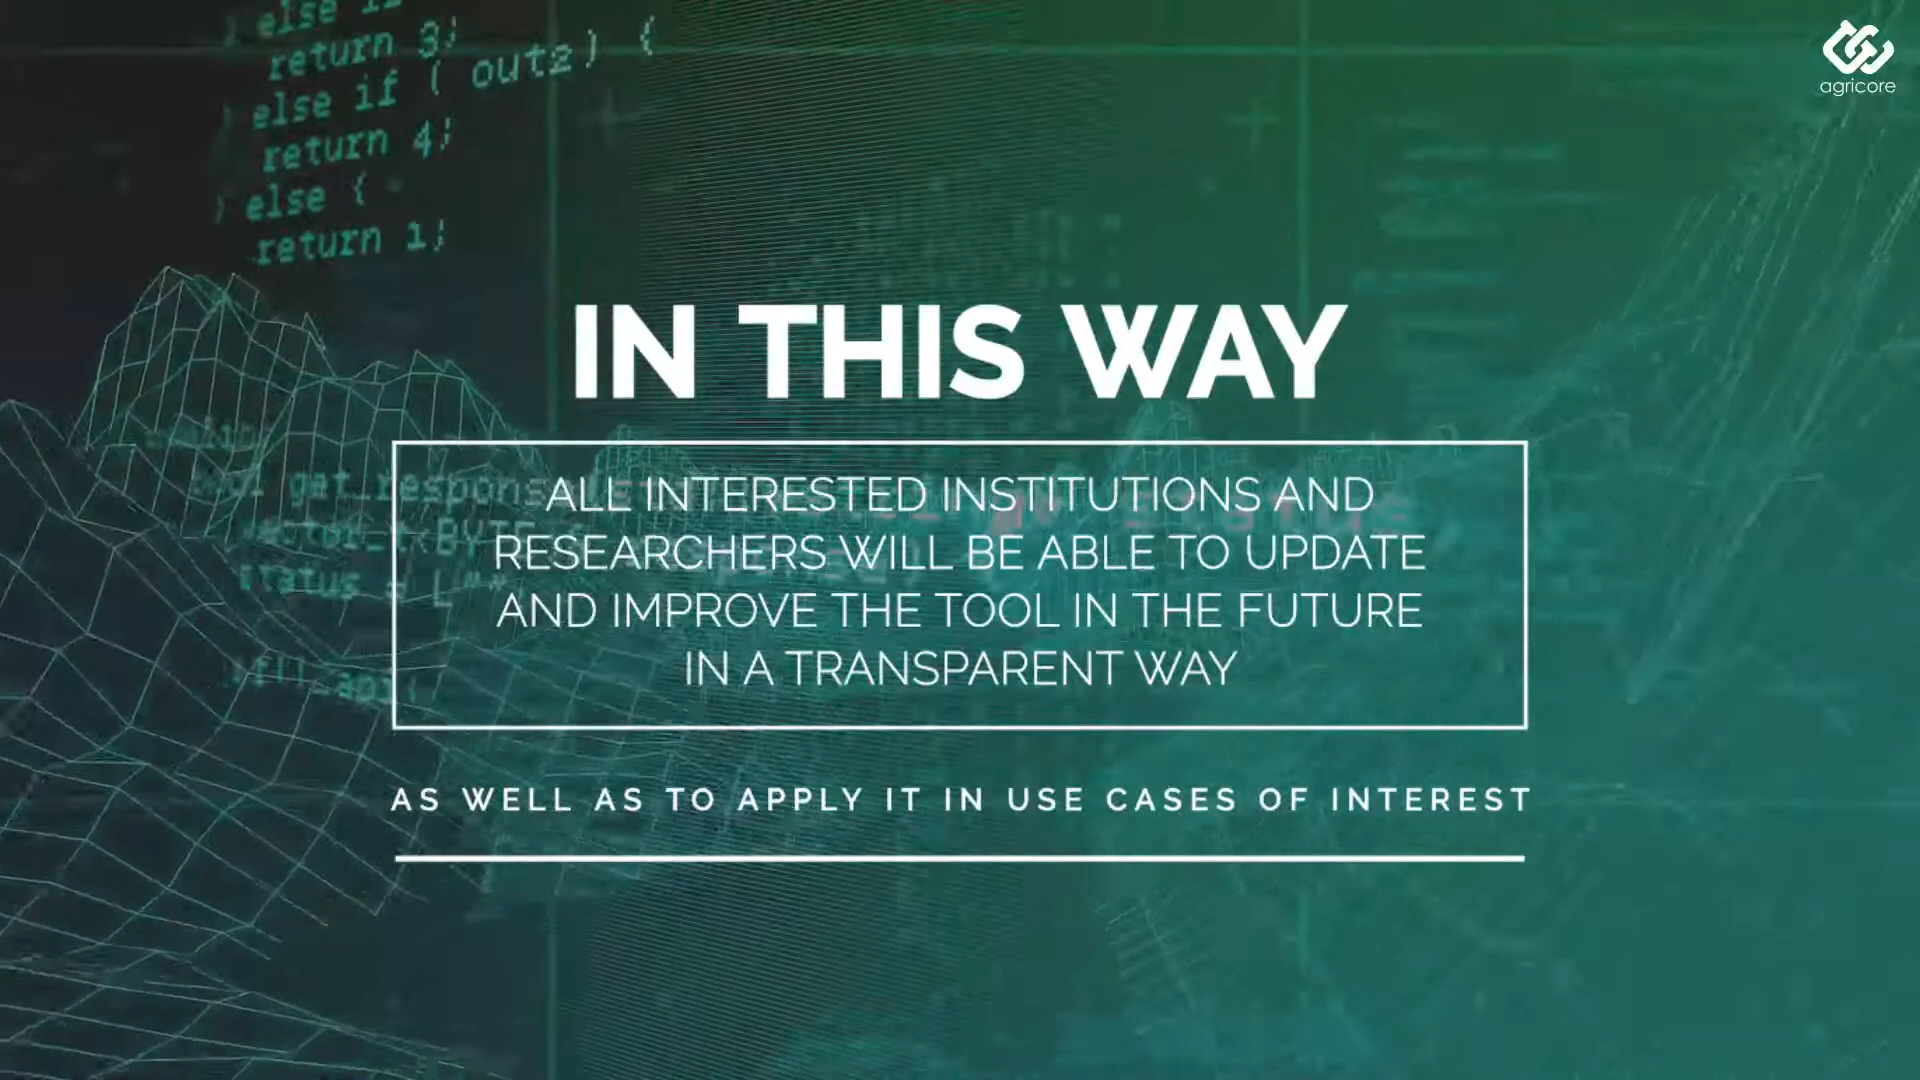 else
return 3;
} else if ( out2) {
return 4;
} else {
return 1;
agricore
IN THIS WAY
ALL INTERESTED INSTITUTIONS AND
RESEARCHERS WILL BE ABLE TO UPDATE
AND IMPROVE THE TOOL IN THE FUTURE
IN A TRANSPARENT WAY
AS WELL AS TO APPLY IT IN USE CASES OF INTEREST